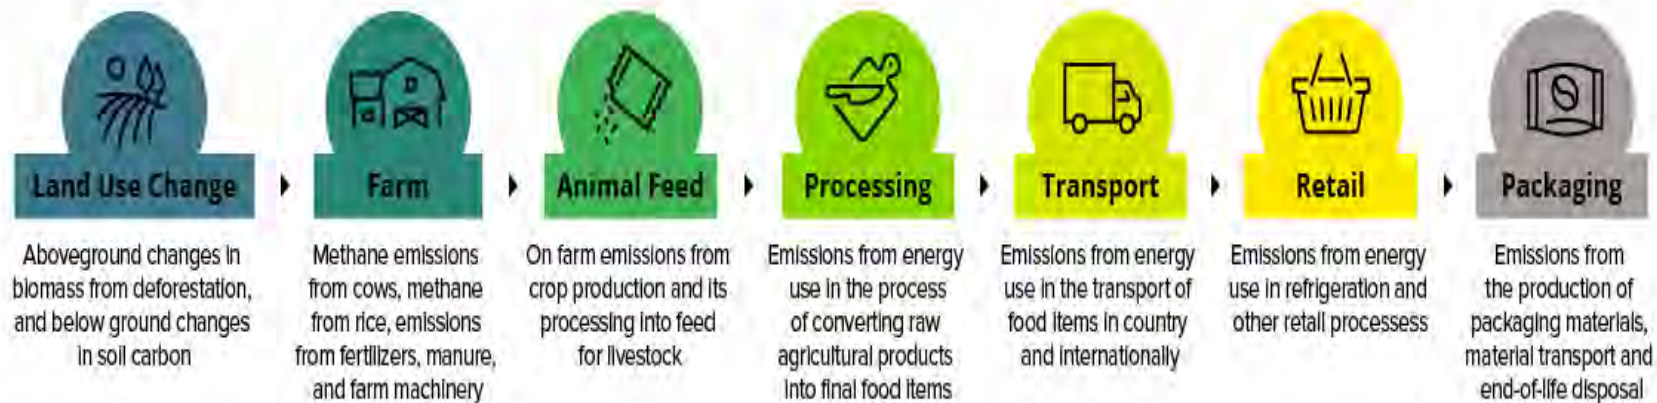 Land Use Change
Farm
Animal Feed
Processing
Transport
Retail
Packaging
Aboveground changes in
biomass from deforestation,
and below ground changes
in soil carbon
Methane emissions
from cows, methane
from rice, emissions
from fertilizers, manure,
and farm machinery
On farm emissions from
crop production and its
processing into feed
for livestock
Emissions from energy
use in the process
of converting raw
agricultural products
into final food items
Emissions from energy
use in the transport of
food items in country
and internationally
Emissions from energy
use in refrigeration and
other retail processess
Emissions from
the production of
packaging materials,
material transport and
end-of-life disposal